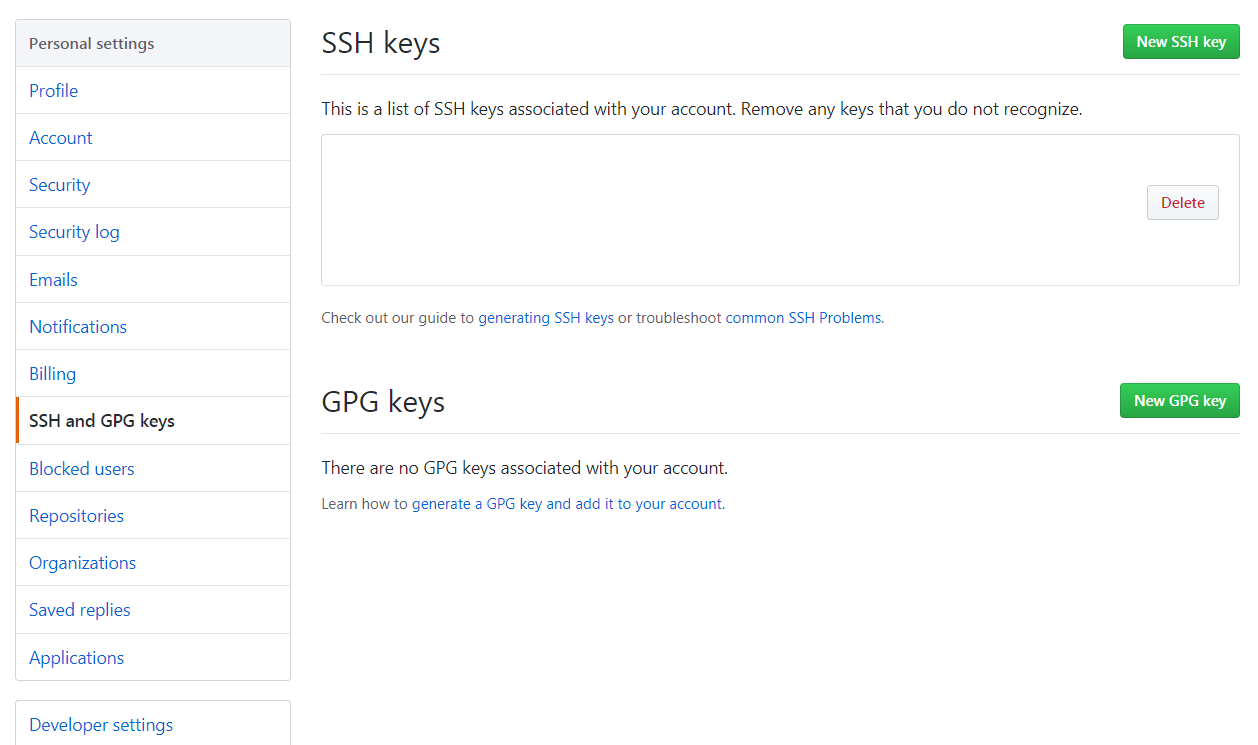 Personal settings
Profile
Account
Security
Security log
Emails
Notifications
Billing
SSH and GPG keys
Blocked users
Repositories
Organizations
Saved replies
Applications
Developer settings
SSH keys
New SSH key
This is a list of SSH keys associated with your account. Remove any keys that you do not recognize.
Delete
Check out our guide to generating SSH keys or troubleshoot common SSH Problems.
GPG keys
New GPG key
There are no GPG keys associated with your account.
Learn how to generate a GPG key and add it to your account.